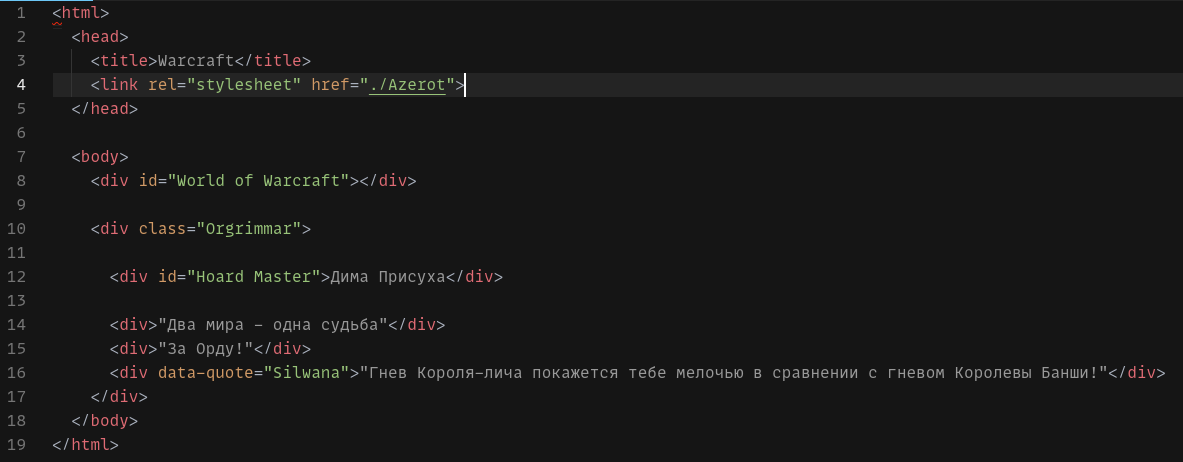 1 <html>
2 <head>
3 <title>Warcraft</title>
4 <link rel="stylesheet" href="./Azerot">
5 </head>
6
7 <body>
8 <div id="World of Warcraft"></div>
9
10 <div class="Orgrimmar">
11
12 <div id="Hoard Master">Дима Присуха</div>
13
14 <div>"Два мира - одна судьба"</div>
15 <div>"За Орду!"</div>
16 <div data-quote="Silwana">"Гнев Короля-лича покажется тебе мелочью в сравнении с гневом Королевы Банши!"</div>
17 </div>
18 </body>
19 </html>